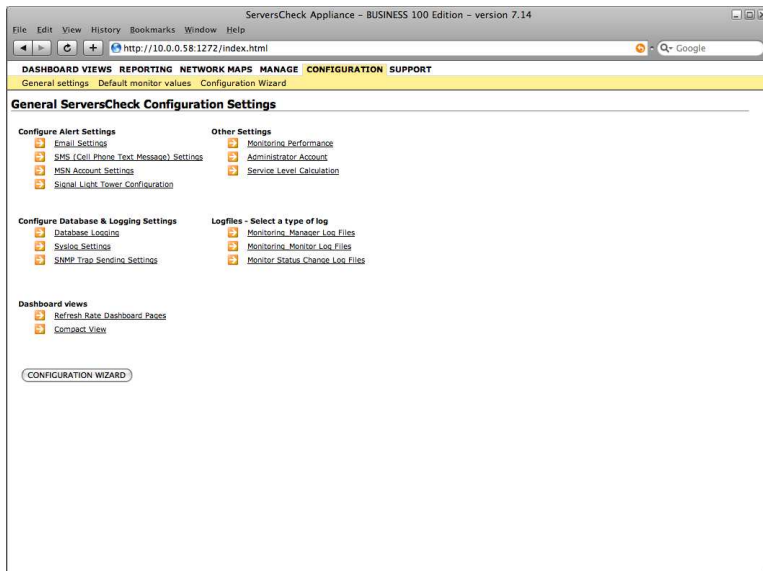 ServersCheck Appliance – BUSINESS 100 Edition – version 7.14
File Edit View History Bookmarks Window Help
http://10.0.0.58:1272/index.html
Google
DASHBOARD VIEWS REPORTING NETWORK MAPS MANAGE CONFIGURATION SUPPORT
General settings Default monitor values Configuration Wizard
General ServersCheck Configuration Settings
Configure Alert Settings
Email Settings
SMS (Cell Phone Text Message) Settings
MSN Account Settings
Signal Light Tower Configuration
Other Settings
Monitoring Performance
Administrator Account
Service Level Calculation
Configure Database & Logging Settings
Database Logging
Syslog Settings
SNMP Trap Sending Settings
Logfiles - Select a type of log
Monitoring_Manager Log Files
Monitoring_Monitor Log Files
Monitor Status Change Log Files
Dashboard views
Refresh Rate Dashboard Pages
Compact View
CONFIGURATION WIZARD